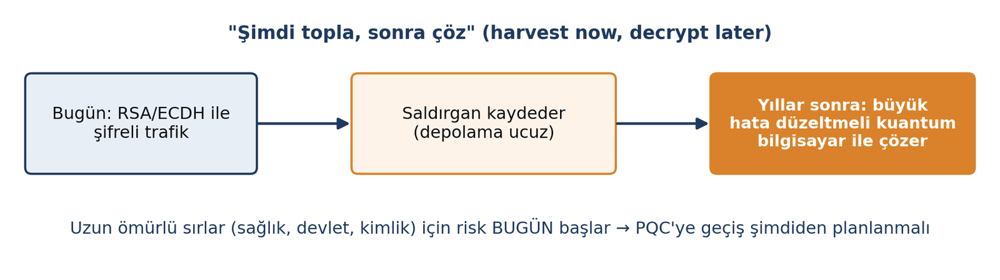 "Şimdi topla, sonra çöz" (harvest now, decrypt later)
Bugün: RSA/ECDH ile
şifreli trafik
Saldırgan kaydeder
(depolama ucuz)
Yıllar sonra: büyük
hata düzeltmeli kuantum
bilgisayar ile çözer
Uzun ömürlü sırlar (sağlık, devlet, kimlik) için risk BUGÜN başlar → PQC'ye geçiş şimdiden planlanmalı